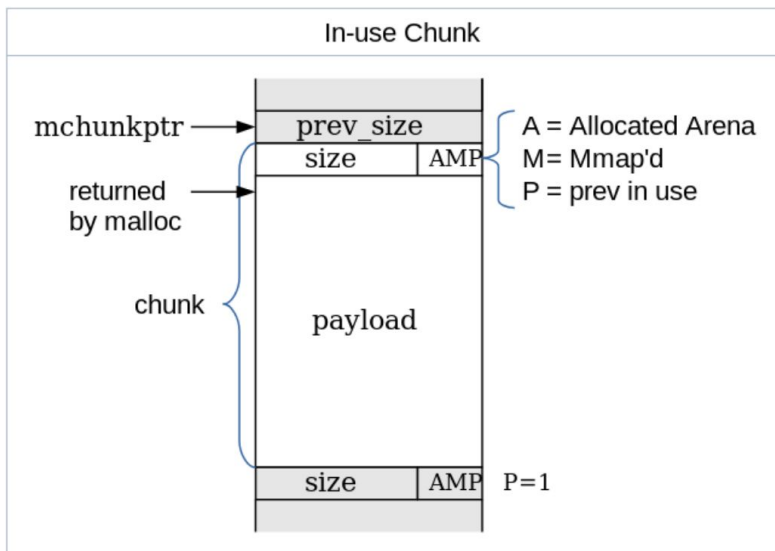 In-use Chunk
mchunkptr
prev_size
A = Allocated Arena
size
AMP
M= Mmap'd
returned
by malloc
P = prev in use
chunk
payload
size
AMP
P=1